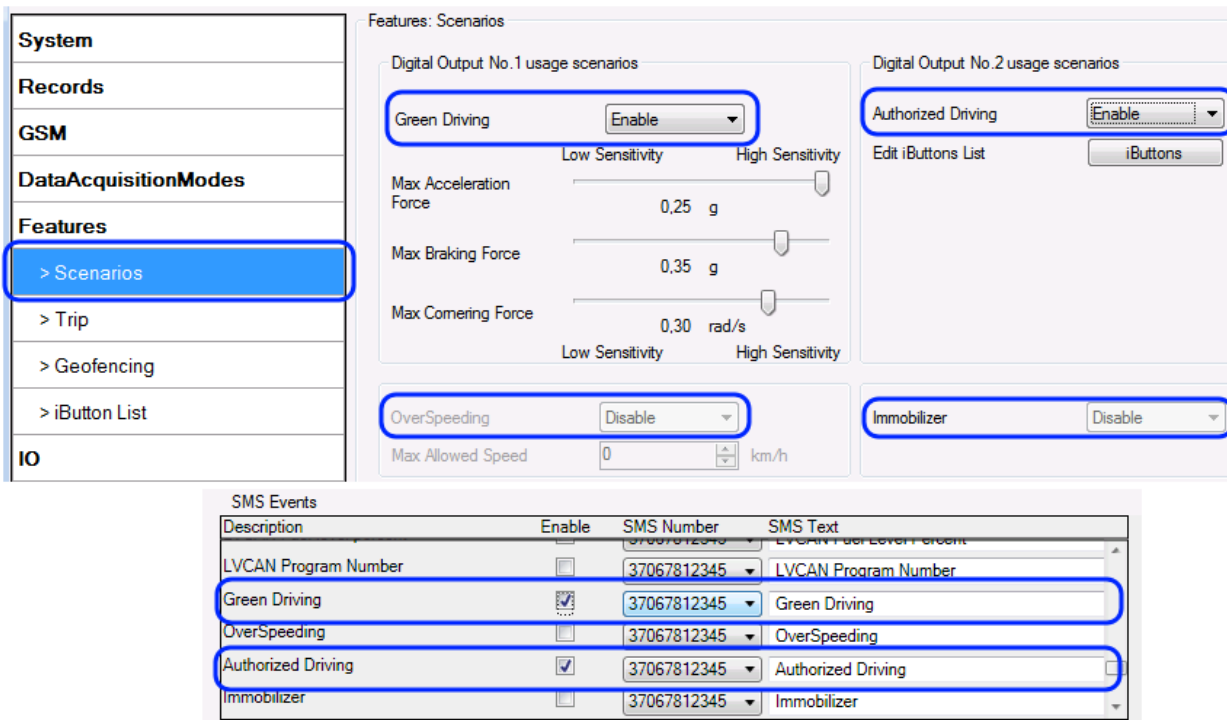 System
Records
GSM
DataAcquisitionModes
Features
> Scenarios
> Trip
> Geofencing
> iButton List
IO
Features: Scenarios
Digital Output No.1 usage scenarios
Green Driving Enable
Low Sensitivity High Sensitivity
Max Acceleration
Force
0,25 g
Max Braking Force
0,35 g
Max Cornering Force
0,30 rad/s
Low Sensitivity High Sensitivity
OverSpeeding Disable
Max Allowed Speed 0 km/h
Digital Output No.2 usage scenarios
Authorized Driving Enable
Edit iButtons List iButtons
Immobilizer Disable
SMS Events
Description Enable SMS Number SMS Text
37067812345 LVCAN Fuel Level Percent
LVCAN Program Number 37067812345 LVCAN Program Number
Green Driving 37067812345 Green Driving
OverSpeeding 37067812345 OverSpeeding
Authorized Driving 37067812345 Authorized Driving
Immobilizer 37067812345 Immobilizer